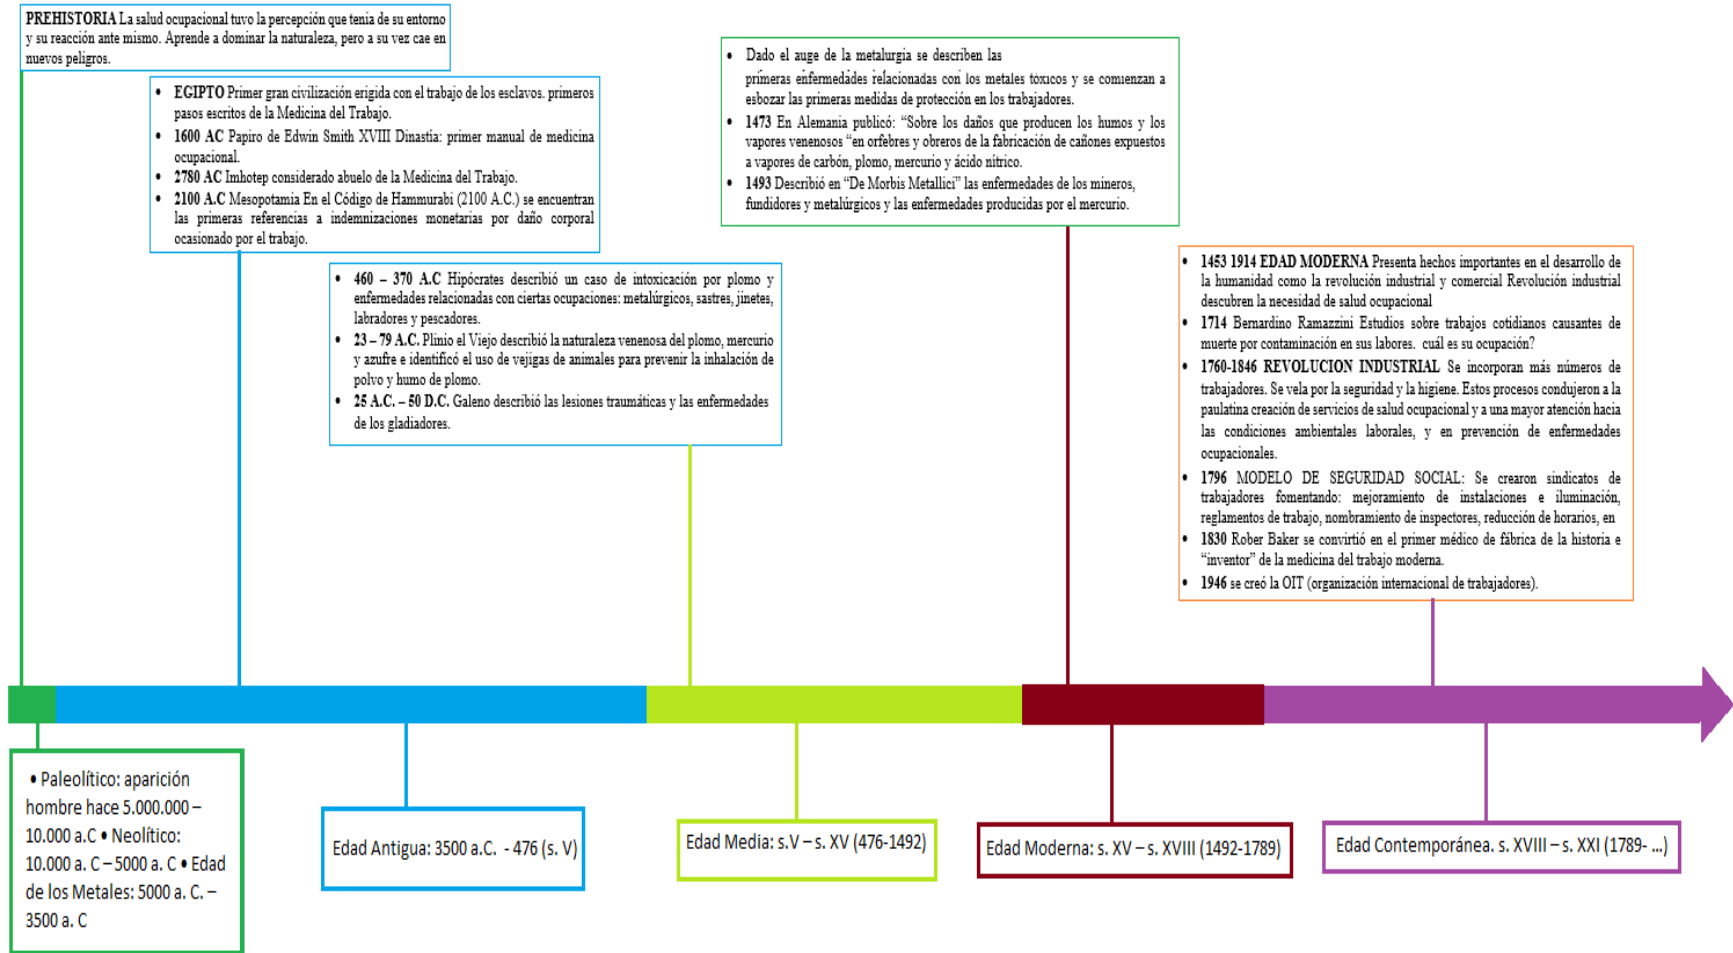 PREHISTORIA La salud ocupacional tuvo la percepción que tenia de su entorno
y su reacción ante mismo. Aprende a dominar la naturaleza, pero a su vez cae en
nuevos peligros.
• EGIPTO Primer gran civilización erigida con el trabajo de los esclavos. primeros
pasos escritos de la Medicina del Trabajo.
• 1600 AC Papiro de Edwin Smith XVIII Dinastía: primer manual de medicina
ocupacional.
• 2780 AC Imhotep considerado abuelo de la Medicina del Trabajo.
• 2100 A.C Mesopotamia En el Código de Hammurabi (2100 A.C.) se encuentran
las primeras referencias a indemnizaciones monetarias por daño corporal
ocasionado por el trabajo.
• 460 – 370 A.C Hipócrates describió un caso de intoxicación por plomo y
enfermedades relacionadas con ciertas ocupaciones: metalúrgicos, sastres, jinetes,
labradores y pescadores.
• 23 – 79 A.C. Plinio el Viejo describió la naturaleza venenosa del plomo, mercurio
y azufre e identificó el uso de vejigas de animales para prevenir la inhalación de
polvo y humo de plomo.
• 25 A.C. – 50 D.C. Galeno describió las lesiones traumáticas y las enfermedades
de los gladiadores.
• Dado el auge de la metalurgia se describen las
primeras enfermedades relacionadas con los metales tóxicos y se comienzan a
esbozar las primeras medidas de protección en los trabajadores.
• 1473 En Alemania publicó: “Sobre los daños que producen los humos y los
vapores venenosos “en orfebres y obreros de la fabricación de cañones expuestos
a vapores de carbón, plomo, mercurio y ácido nítrico.
• 1493 Describió en “De Morbis Metallici” las enfermedades de los mineros,
fundidores y metalúrgicos y las enfermedades producidas por el mercurio.
• 1453 1914 EDAD MODERNA Presenta hechos importantes en el desarrollo de
la humanidad como la revolución industrial y comercial Revolución industrial
descubren la necesidad de salud ocupacional
• 1714 Bernardino Ramazzini Estudios sobre trabajos cotidianos causantes de
muerte por contaminación en sus labores. cuál es su ocupación?
• 1760-1846 REVOLUCION INDUSTRIAL Se incorporan más números de
trabajadores. Se vela por la seguridad y la higiene. Estos procesos condujeron a la
paulatina creación de servicios de salud ocupacional y a una mayor atención hacia
las condiciones ambientales laborales, y en prevención de enfermedades
ocupacionales.
• 1796 MODELO DE SEGURIDAD SOCIAL: Se crearon sindicatos de
trabajadores fomentando: mejoramiento de instalaciones e iluminación,
reglamentos de trabajo, nombramiento de inspectores, reducción de horarios, en
• 1830 Rober Baker se convirtió en el primer médico de fábrica de la historia e
“inventor” de la medicina del trabajo moderna.
• 1946 se creó la OIT (organización internacional de trabajadores).
• Paleolítico: aparición
hombre hace 5.000.000 –
10.000 a.C • Neolítico:
10.000 a. C – 5000 a. C • Edad
de los Metales: 5000 a. C. –
3500 a. C
Edad Antigua: 3500 a.C. - 476 (s. V)
Edad Media: s.V – s. XV (476-1492)
Edad Moderna: s. XV – s. XVIII (1492-1789)
Edad Contemporánea. s. XVIII – s. XXI (1789- ...)